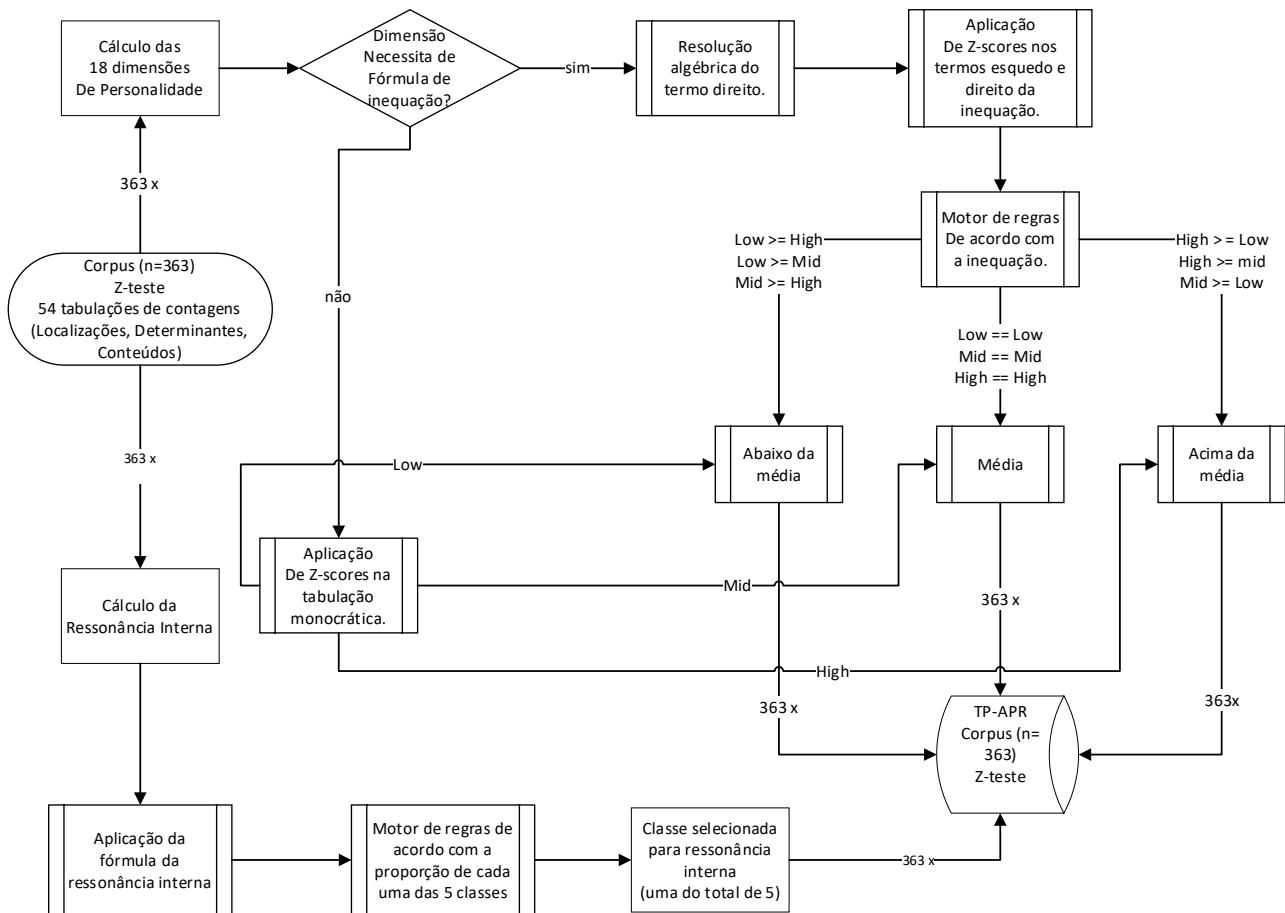 Cálculo das
18 dimensões
De Personalidade
Dimensão
Necessita de
Fórmula de
inequação?
sim
Resolução
algébrica do
termo direito.
Aplicação
De Z-scores nos
termos esquedo e
direito da
inequação.
363 x
Motor de regras
De acordo com
a inequação.
Low >= High
Low >= Mid
Mid >= High
High > = Low
High >= mid
Mid >= Low
Corpus (n=363)
Z-teste
54 tabulações de contagens
(Localizações, Determinantes,
Conteúdos)
não
Low == Low
Mid == Mid
High == High
363 x
Low
Abaixo da
média
Média
Acima da
média
Aplicação
De Z-scores na
tabulação
monocrática.
Mid
363 x
Cálculo da
Ressonância Interna
High
363 x
363x
TP-APR
Corpus (n=
363)
Z-teste
Aplicação da
fórmula da
ressonância interna
Motor de regras de
acordo com a
proporção de cada
uma das 5 classes
Classe selecionada
para ressonância
interna
(uma do total de 5)
363 x